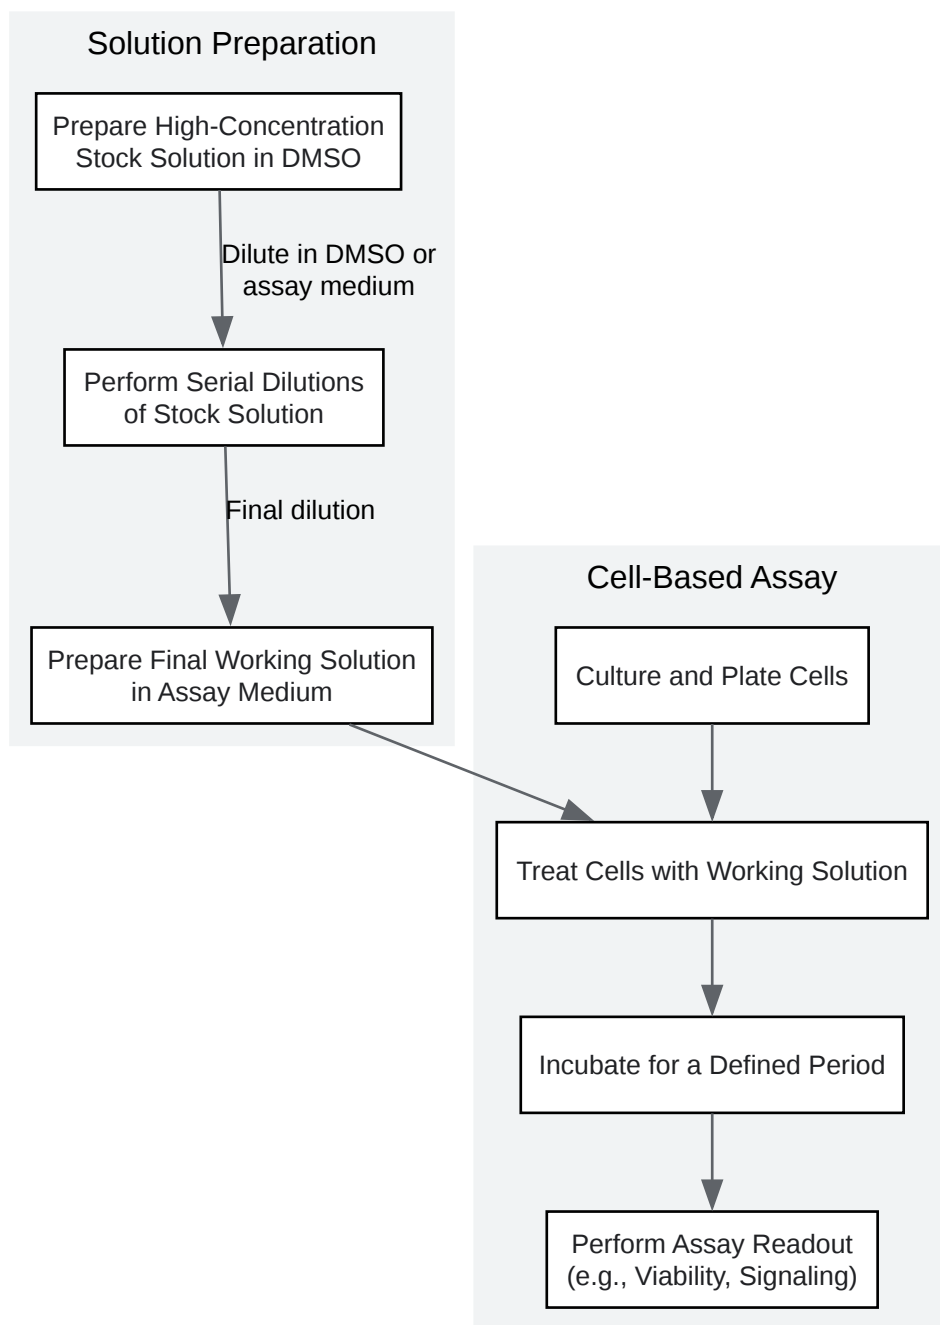 Solution Preparation
Prepare High-Concentration
Stock Solution in DMSO
Dilute in DMSO or
assay medium
Perform Serial Dilutions
of Stock Solution
Final dilution
Prepare Final Working Solution
in Assay Medium
Cell-Based Assay
Culture and Plate Cells
Treat Cells with Working Solution
Incubate for a Defined Period
Perform Assay Readout
(e.g., Viability, Signaling)